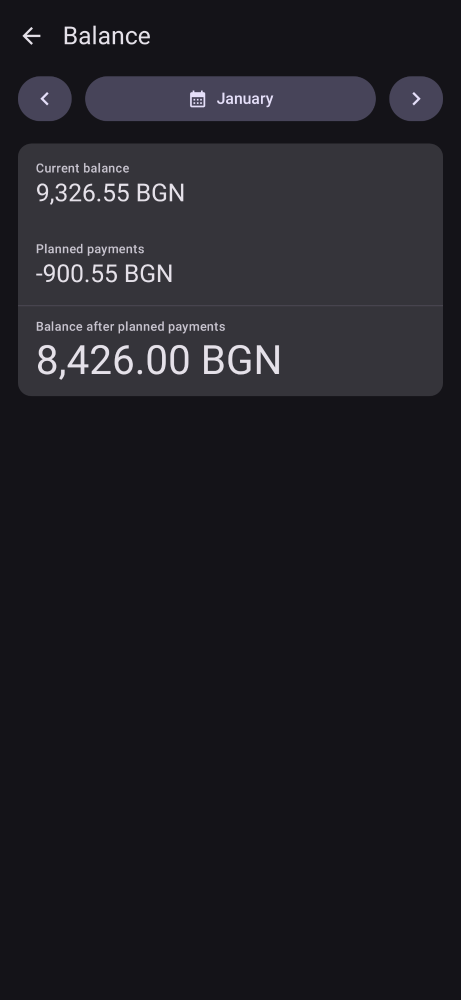 Balance
January
Current balance
9,326.55 BGN
Planned payments
-900.55 BGN
Balance after planned payments
8,426.00 BGN